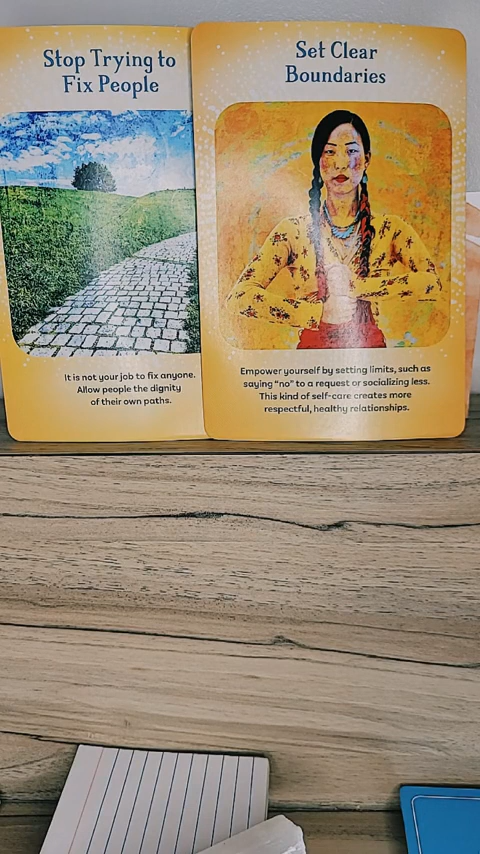 Stop Trying to
Fix People
It is not your job to fix anyone.
Allow people the dignity
of their own paths.
Set Clear
Boundaries
Empower yourself by setting limits, such as
saying "no" to a request or socializing less.
This kind of self-care creates more
respectful, healthy relationships.